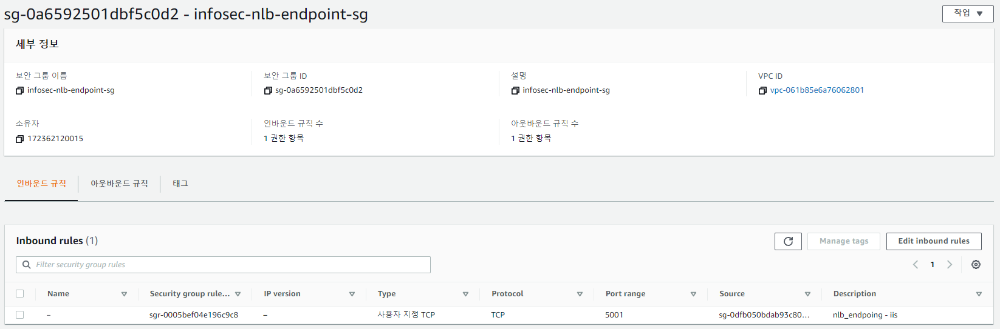 sg-0a6592501dbf5c0d2 - infosec-nlb-endpoint-sg
작업
세부 정보
보안 그룹 이름
infosec-nlb-endpoint-sg
보안 그룹 ID
sg-0a6592501dbf5c0d2
설명
infosec-nlb-endpoint-sg
VPC ID
vpc-061b85e6a76062801
소유자
172362120015
인바운드 규칙 수
1 권한 항목
아웃바운드 규칙 수
1 권한 항목
인바운드 규칙 아웃바운드 규칙 태그
Inbound rules (1)
Manage tags
Edit inbound rules
Filter security group rules
1
Name Security group rule... IP version Type Protocol Port range Source Description
– sgr-0005bef04e196c9c8 – 사용자 지정 TCP TCP 5001 sg-0dfb050bdab93c80... nlb_endpoing - iis